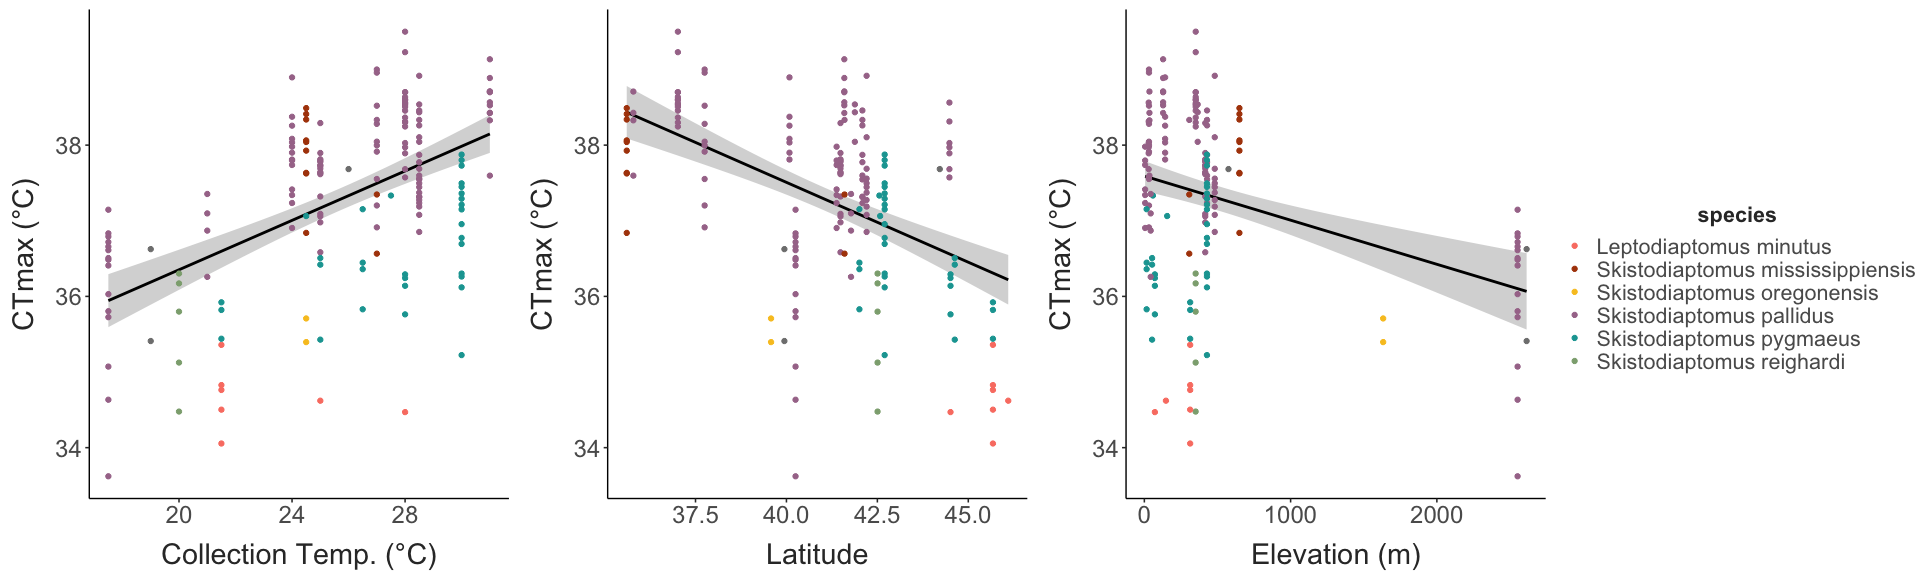 CTmax (°C)
38
36
34
20
24
28
Collection Temp. (°C)
CTmax (°C)
38
36
34
37.5
40.0
42.5
45.0
Latitude
CTmax (°C)
38
36
34
0
1000
2000
Elevation (m)
species
Leptodiaptomus minutus
Skistodiaptomus mississippiensis
Skistodiaptomus oregonensis
Skistodiaptomus pallidus
Skistodiaptomus pygmaeus
Skistodiaptomus reighardi